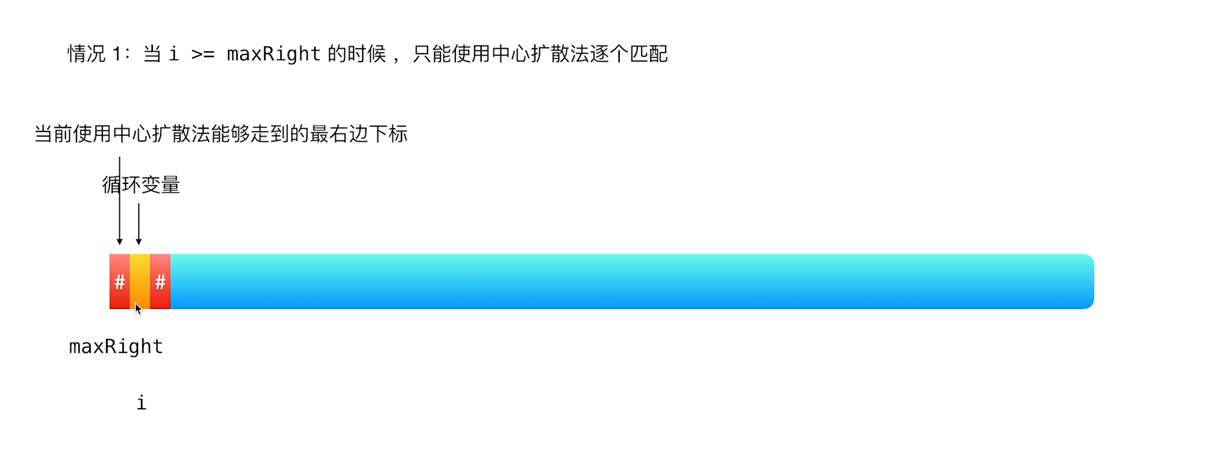 情况 1：当 i >= maxRight 的时候，只能使用中心扩散法逐个匹配
当前使用中心扩散法能够走到的最右边下标
循环变量
# #
maxRight
i